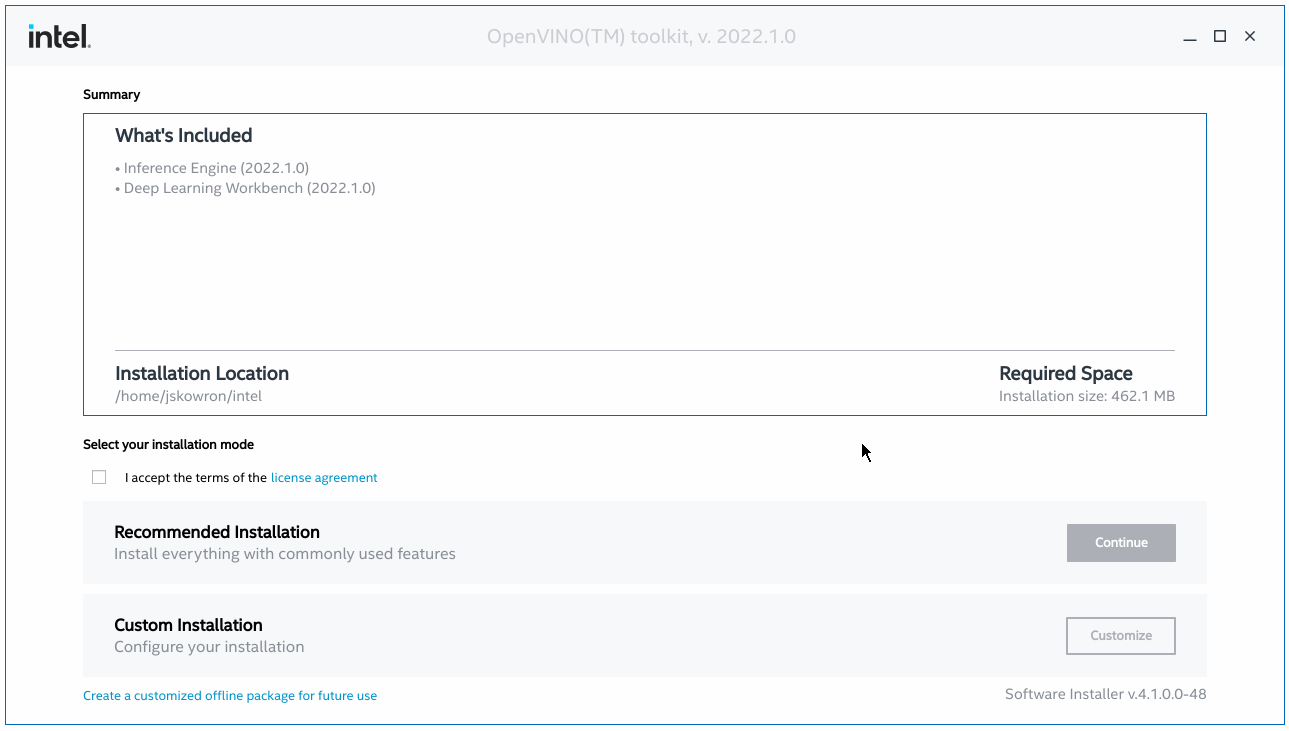 intel.
OpenVINO(TM) toolkit, v. 2022.1.0
Summary
What's Included
• Inference Engine (2022.1.0)
• Deep Learning Workbench (2022.1.0)
Installation Location
/home/jskowron/intel
Required Space
Installation size: 462.1 MB
Select your installation mode
I accept the terms of the license agreement
Recommended Installation
Install everything with commonly used features
Continue
Custom Installation
Configure your installation
Customize
Create a customized offline package for future use
Software Installer v.4.1.0.0-48